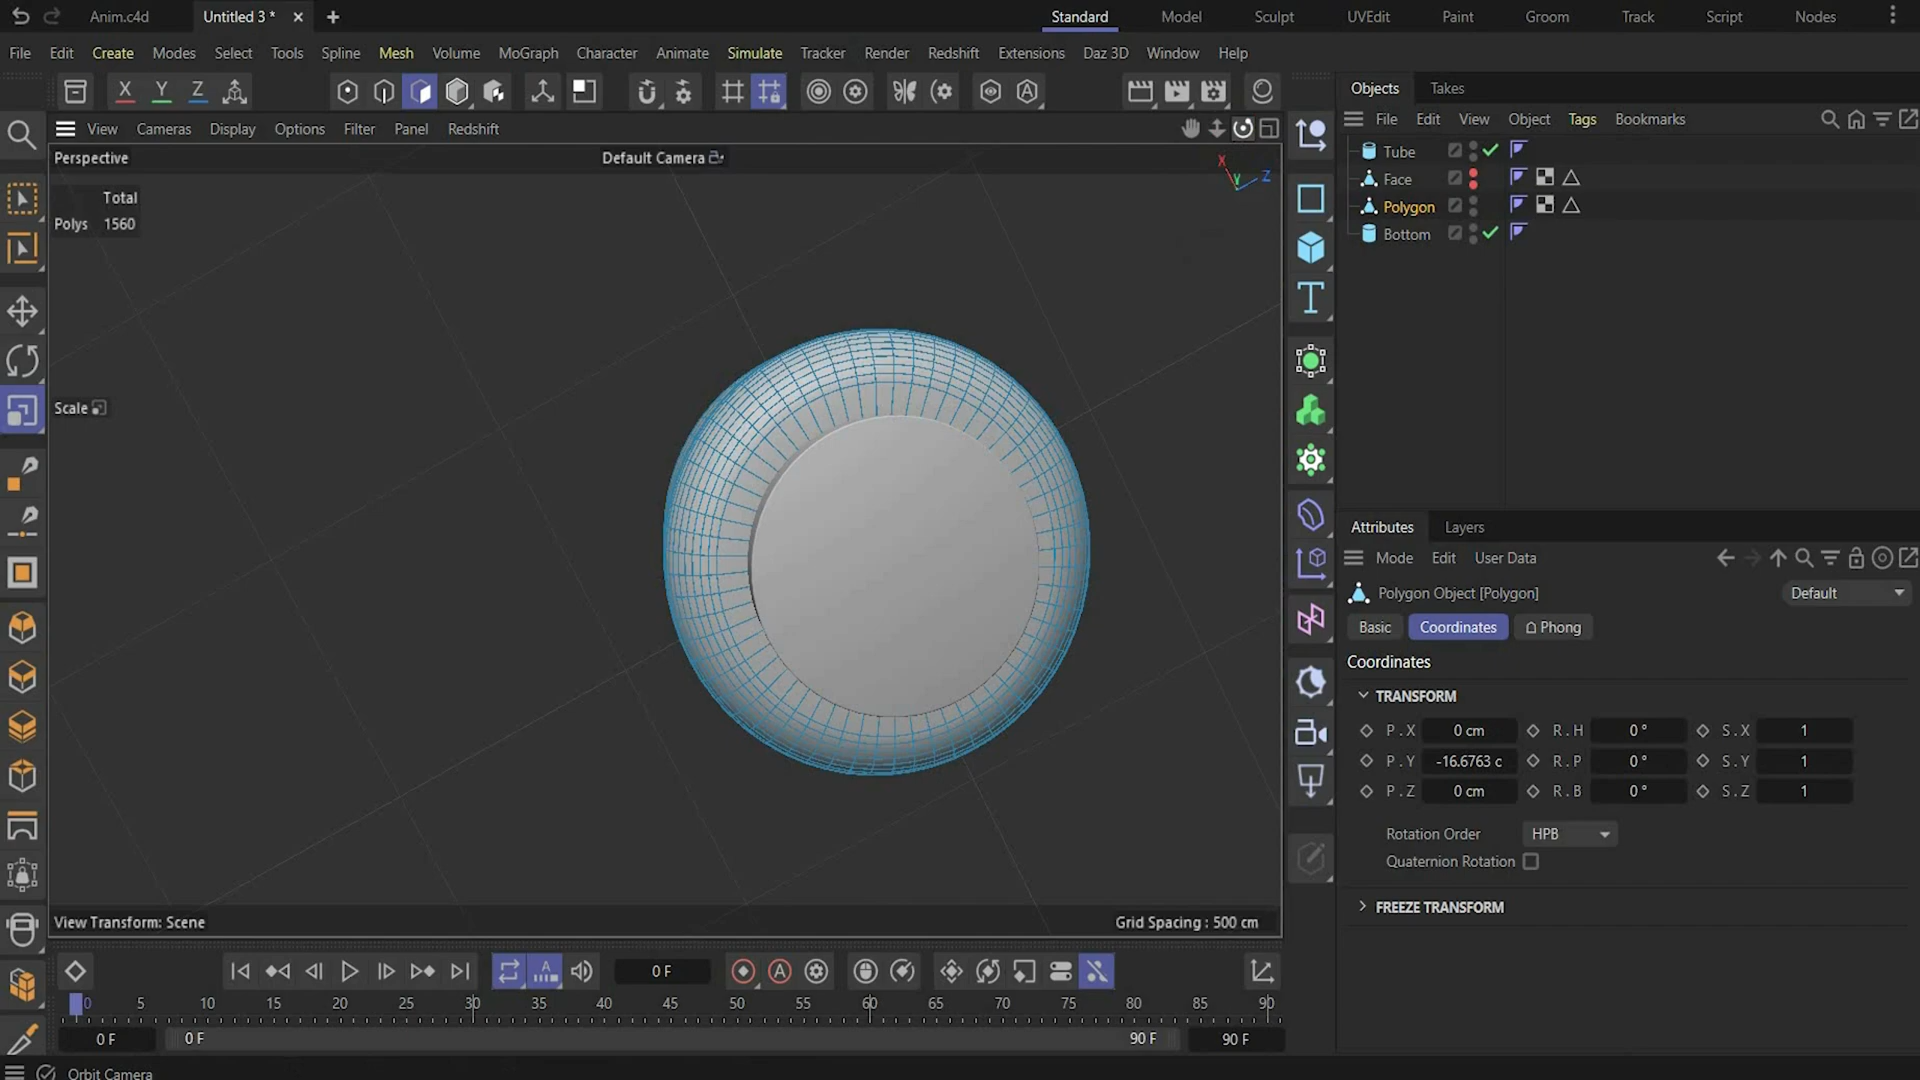 Anim.c4d
Untitled 3 *
Standard
Model
Sculpt
UVEdit
Paint
Groom
Track
Script
Nodes
File Edit Create Modes Select Tools Spline Mesh Volume MoGraph Character Animate Simulate Tracker Render Redshift Extensions Daz 3D Window Help
X Y Z
Objects Takes
View Cameras Display Options Filter Panel Redshift
File Edit View Object Tags Bookmarks
Perspective
Default Camera
X
Y
Z
Total
Polys 1560
Tube
Face
Polygon
Bottom
Scale
Attributes Layers
Mode Edit User Data
Polygon Object [Polygon]
Default
Basic Coordinates Phong
Coordinates
TRANSFORM
P . X 0 cm R . H 0 ° S . X 1
P . Y -16.6763 c R . P 0 ° S . Y 1
P . Z 0 cm R . B 0 ° S . Z 1
Rotation Order HPB
Quaternion Rotation
FREEZE TRANSFORM
View Transform: Scene
Grid Spacing : 500 cm
0 F
0 5 10 15 20 25 30 35 40 45 50 55 60 65 70 75 80 85 90
0 F 0 F 90 F 90 F
Orbit Camera